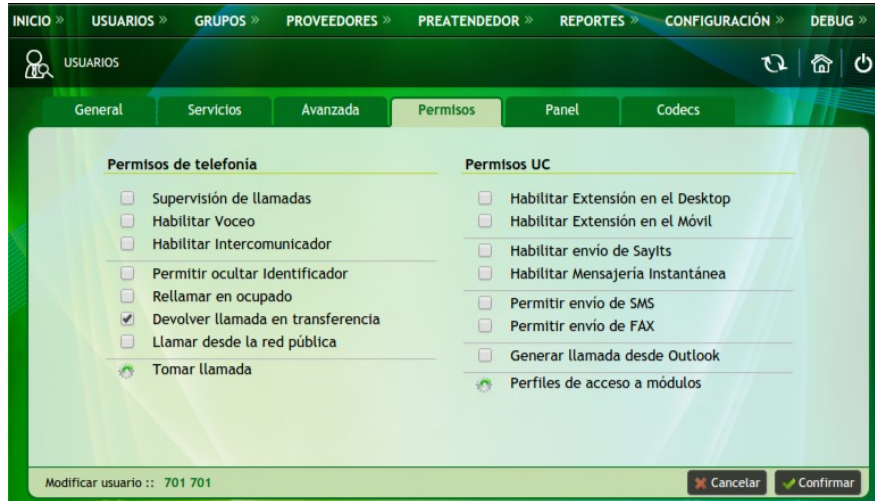 INICIO » USUARIOS » GRUPOS » PROVEEDORES » PREATENDEDOR » REPORTES » CONFIGURACIÓN » DEBUG »
USUARIOS
General Servicios Avanzada Permisos Panel Codecs
Permisos de telefonía
Supervisión de llamadas
Habilitar Voceo
Habilitar Intercomunicador
Permitir ocultar Identificador
Rellamar en ocupado
Devolver llamada en transferencia
Llamar desde la red pública
Tomar llamada
Permisos UC
Habilitar Extensión en el Desktop
Habilitar Extensión en el Móvil
Habilitar envío de SayIts
Habilitar Mensajería Instantánea
Permitir envío de SMS
Permitir envío de FAX
Generar llamada desde Outlook
Perfiles de acceso a módulos
Modificar usuario :: 701 701
Cancelar Confirmar